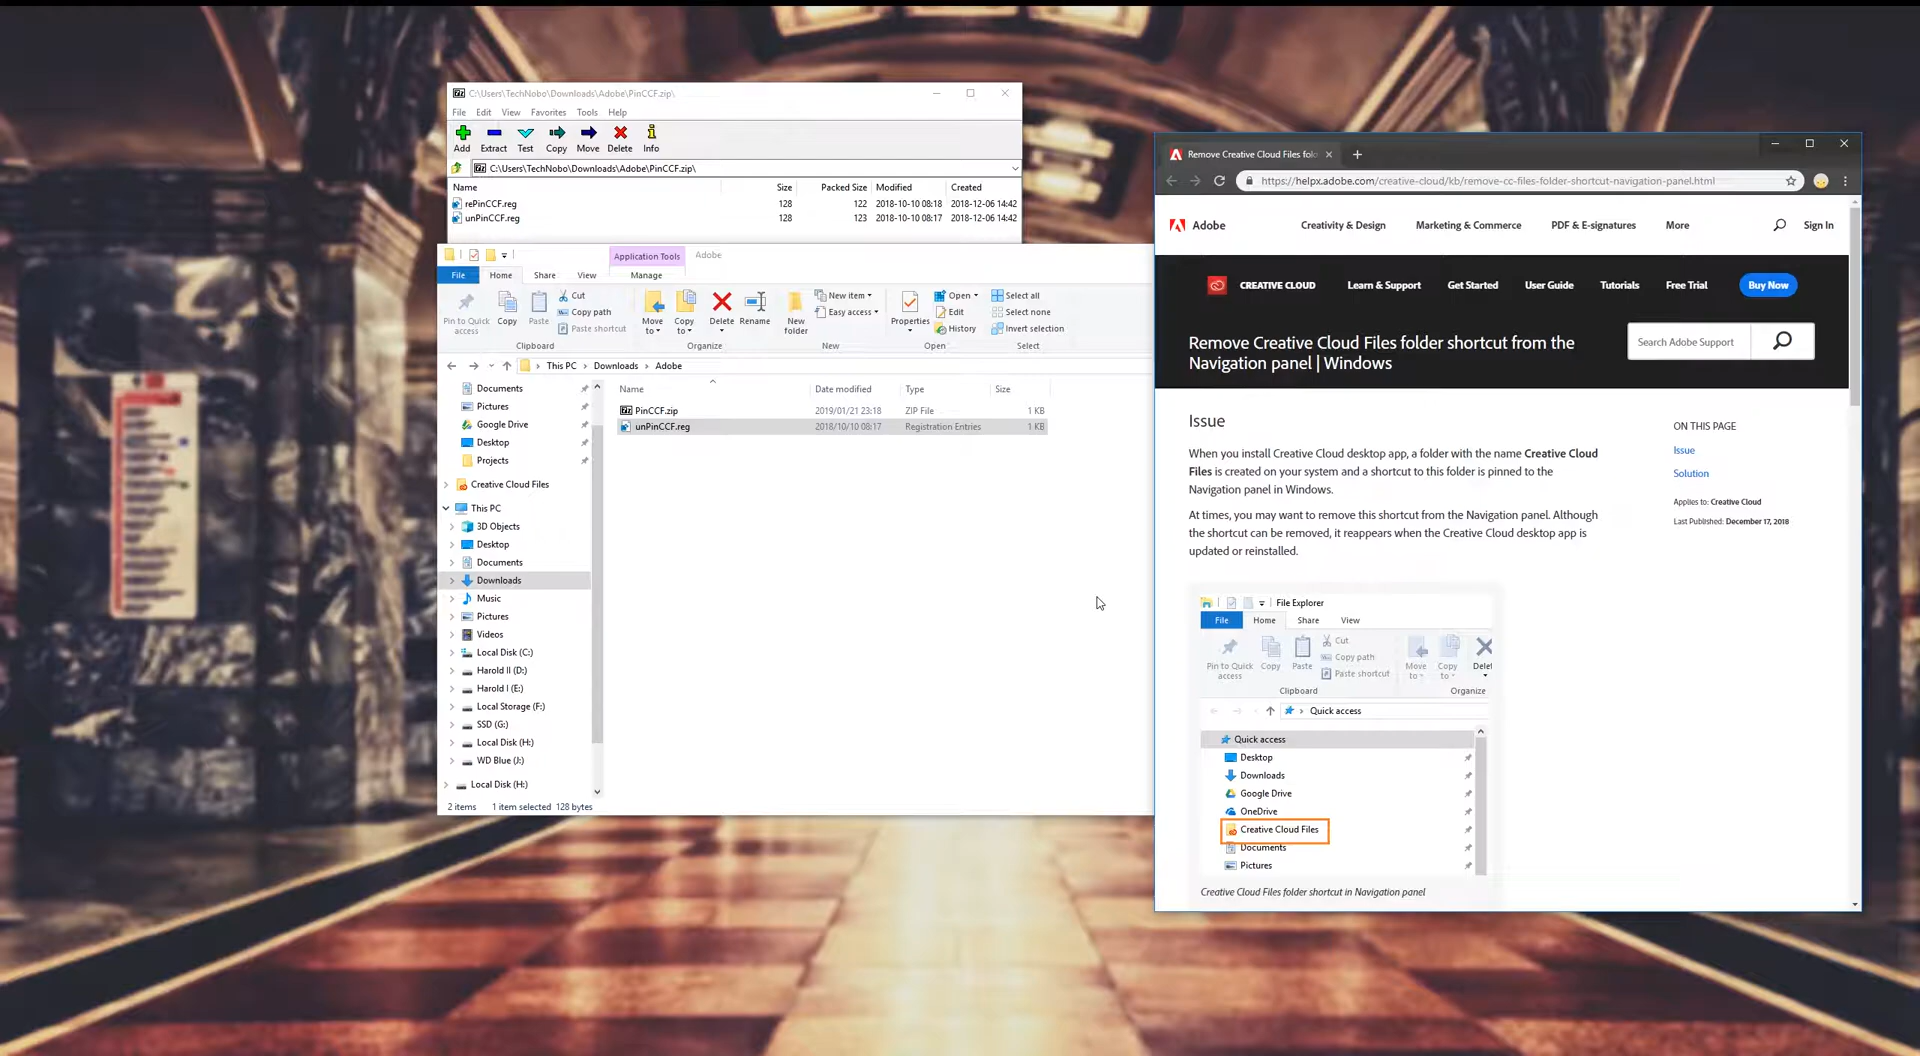 C:\Users\TechNobo\Downloads\Adobe\PinCCF.zip\
File Edit View Favorites Tools Help
Add Extract Test Copy Move Delete Info
C:\Users\TechNobo\Downloads\Adobe\PinCCF.zip\
Name Size Packed Size Modified Created
rePinCCF.reg 128 122 2018-10-10 08:18 2018-12-06 14:42
unPinCCF.reg 128 123 2018-10-10 08:17 2018-12-06 14:42
Application Tools Adobe
File Home Share View Manage
Pin to Quick access
Copy
Paste
Cut
Copy path
Paste shortcut
Clipboard
Move to
Copy to
Delete
Rename
Organize
New folder
New item
Easy access
New
Properties
Open
Edit
History
Open
Select all
Select none
Invert selection
Select
This PC Downloads Adobe
Name Date modified Type Size
PinCCF.zip 2019/01/21 23:18 ZIP File 1 KB
unPinCCF.reg 2018/10/10 08:17 Registration Entries 1 KB
Documents
Pictures
Google Drive
Desktop
Projects
Creative Cloud Files
This PC
3D Objects
Desktop
Documents
Downloads
Music
Pictures
Videos
Local Disk (C:)
Harold II (D:)
Harold I (E:)
Local Storage (F:)
SSD (G:)
Local Disk (H:)
WD Blue (J:)
Local Disk (H:)
2 items 1 item selected 128 bytes
Remove Creative Cloud Files fol
https://helpx.adobe.com/creative-cloud/kb/remove-cc-files-folder-shortcut-navigation-panel.html
Adobe Creativity & Design Marketing & Commerce PDF & E-signatures More Sign In
CREATIVE CLOUD Learn & Support Get Started User Guide Tutorials Free Trial Buy Now
Remove Creative Cloud Files folder shortcut from the
Navigation panel | Windows
Search Adobe Support
Issue
When you install Creative Cloud desktop app, a folder with the name Creative Cloud
Files is created on your system and a shortcut to this folder is pinned to the
Navigation panel in Windows.
At times, you may want to remove this shortcut from the Navigation panel. Although
the shortcut can be removed, it reappears when the Creative Cloud desktop app is
updated or reinstalled.
ON THIS PAGE
Issue
Solution
Applies to: Creative Cloud
Last Published: December 17, 2018
File Explorer
File Home Share View
Pin to Quick access
Copy
Paste
Cut
Copy path
Paste shortcut
Clipboard
Move to
Copy to
Delet
Organize
Quick access
Quick access
Desktop
Downloads
Google Drive
OneDrive
Creative Cloud Files
Documents
Pictures
Creative Cloud Files folder shortcut in Navigation panel